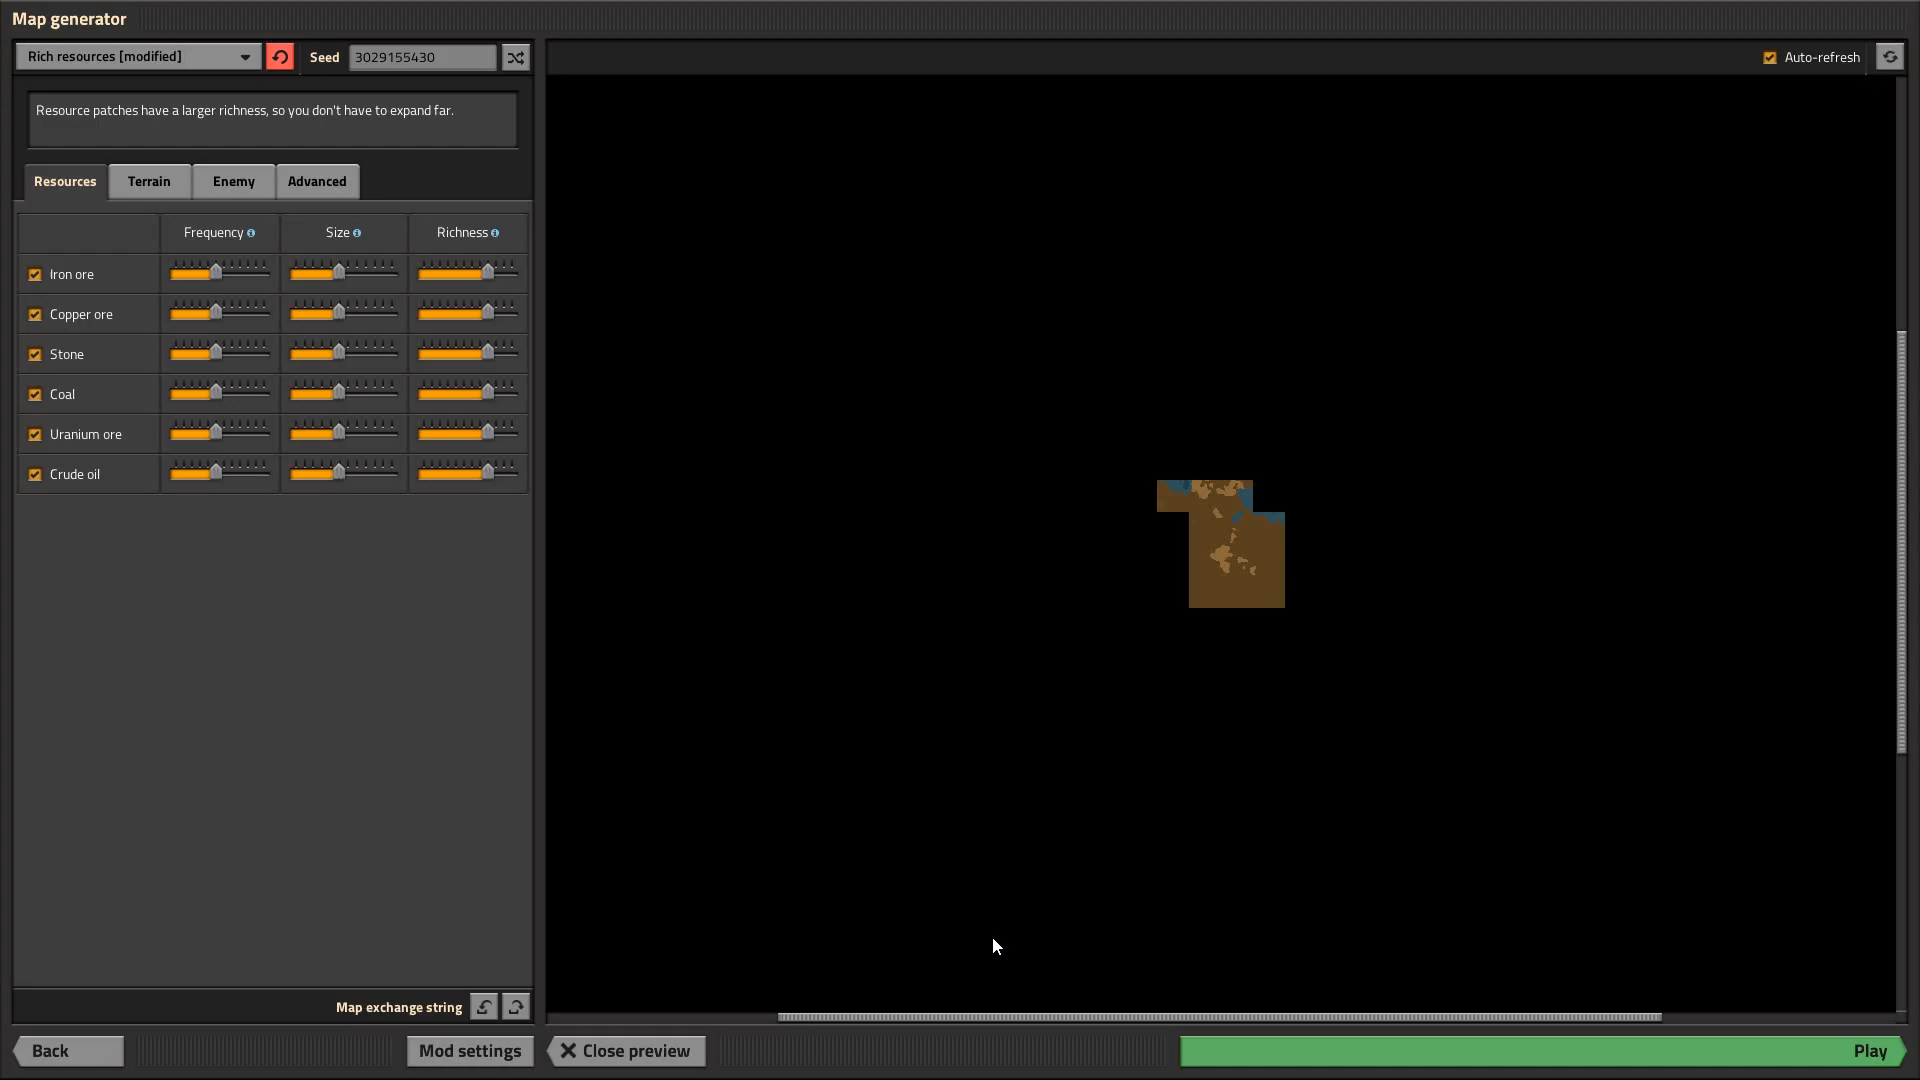 Map generator
Rich resources [modified]
Seed
3029155430
Auto-refresh
Resource patches have a larger richness, so you don't have to expand far.
Resources
Terrain
Enemy
Advanced
Frequency
Size
Richness
Iron ore
Copper ore
Stone
Coal
Uranium ore
Crude oil
Map exchange string
Back
Mod settings
Close preview
Play